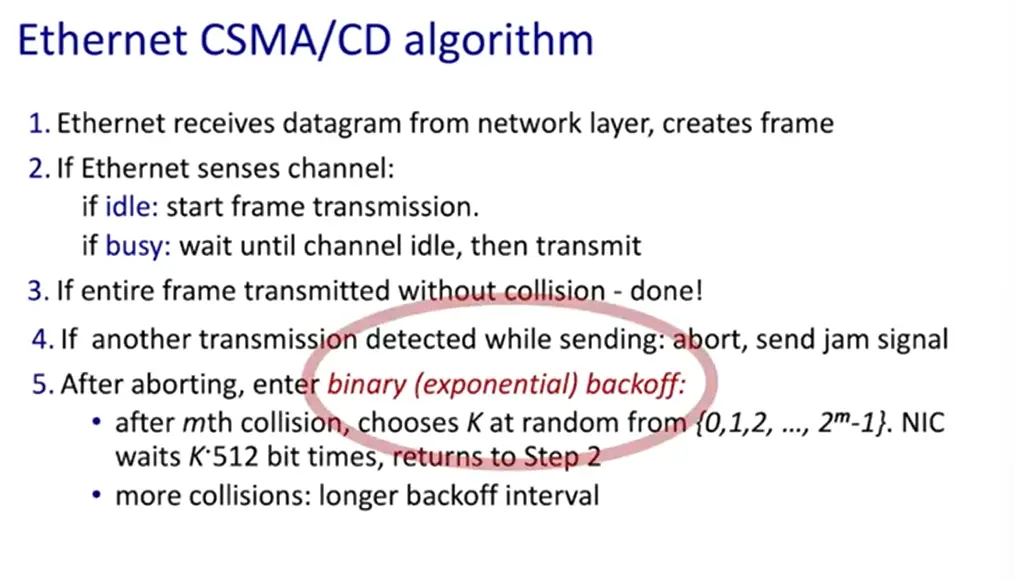 Ethernet CSMA/CD algorithm
1. Ethernet receives datagram from network layer, creates frame
2. If Ethernet senses channel:
if idle: start frame transmission.
if busy: wait until channel idle, then transmit
3. If entire frame transmitted without collision - done!
4. If another transmission detected while sending: abort, send jam signal
5. After aborting, enter binary (exponential) backoff:
• after mth collision, chooses K at random from {0,1,2, …, 2ᵐ-1}. NIC
waits K·512 bit times, returns to Step 2
• more collisions: longer backoff interval